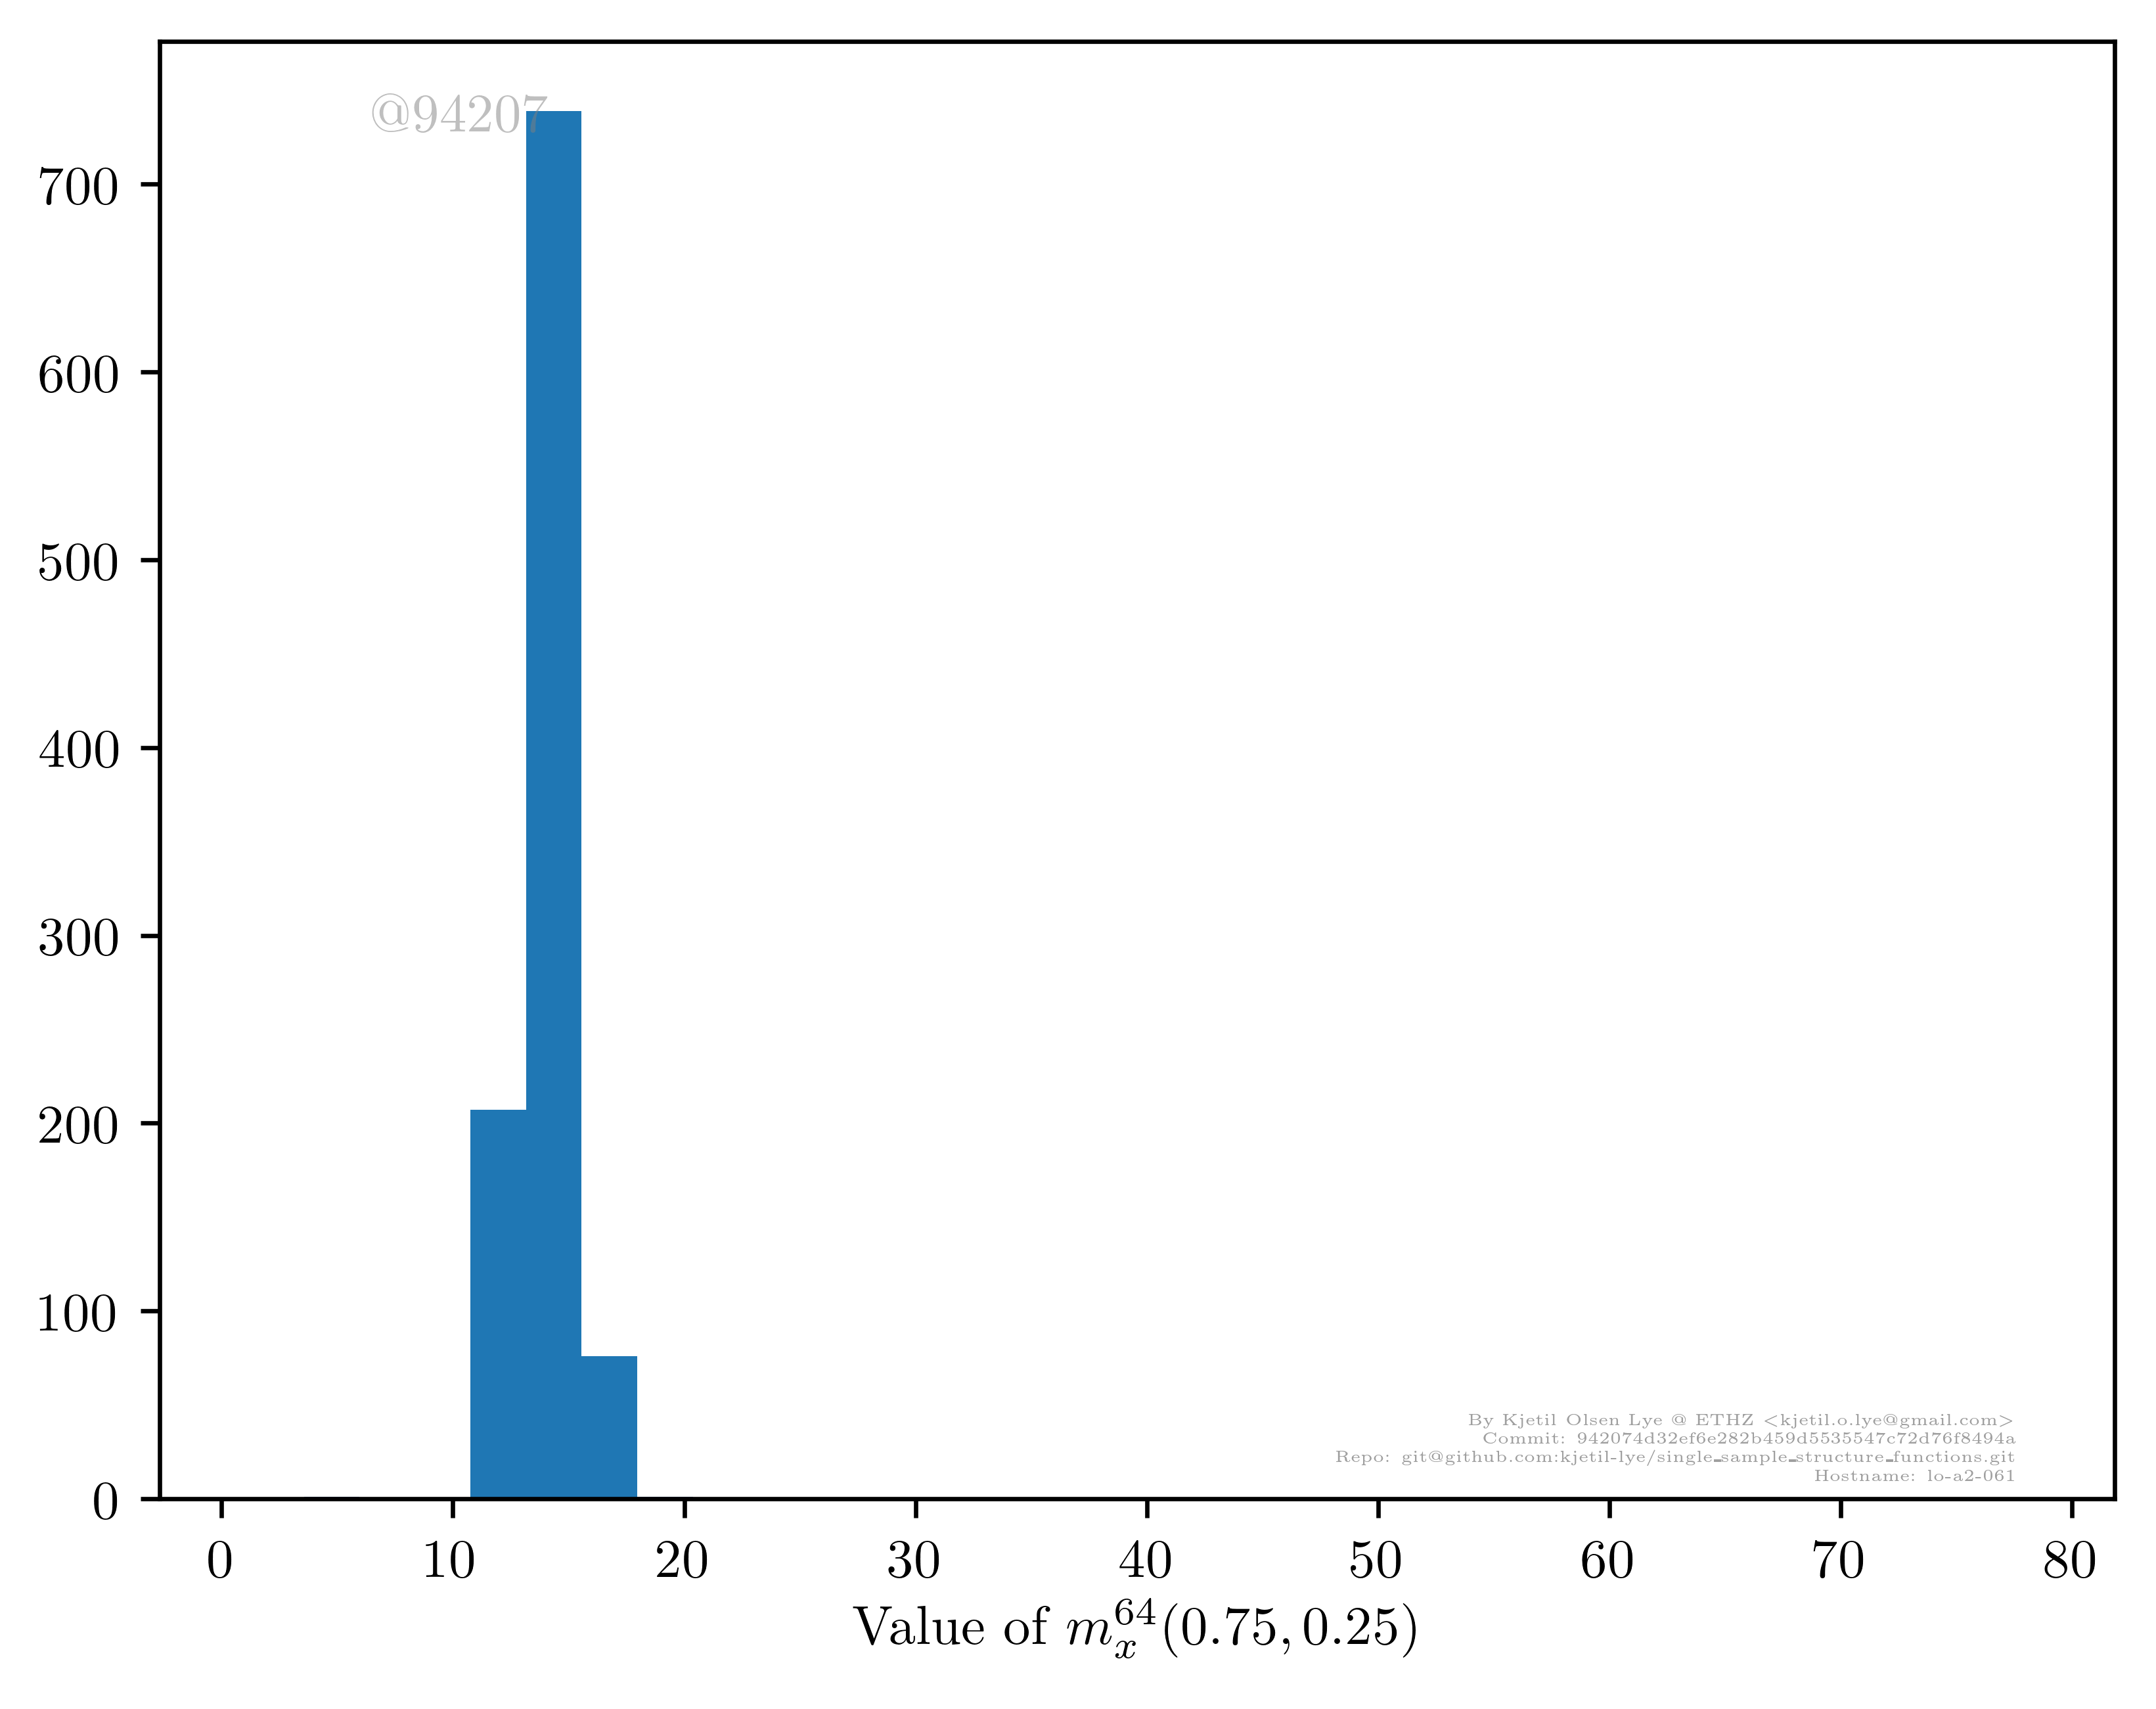 @94207
700
600
500
400
300
200
100
0
By Kjetil Olsen Lye @ ETHZ <kjetil.o.lye@gmail.com>
Commit: 942074d32ef6e282b459d5535547c72d76f8494a
Repo: git@github.com:kjetil-lye/single_sample_structure_functions.git
Hostname: lo-a2-061
0 10 20 30 40 50 60 70 80
Value of $m_x^{64}(0.75, 0.25)$